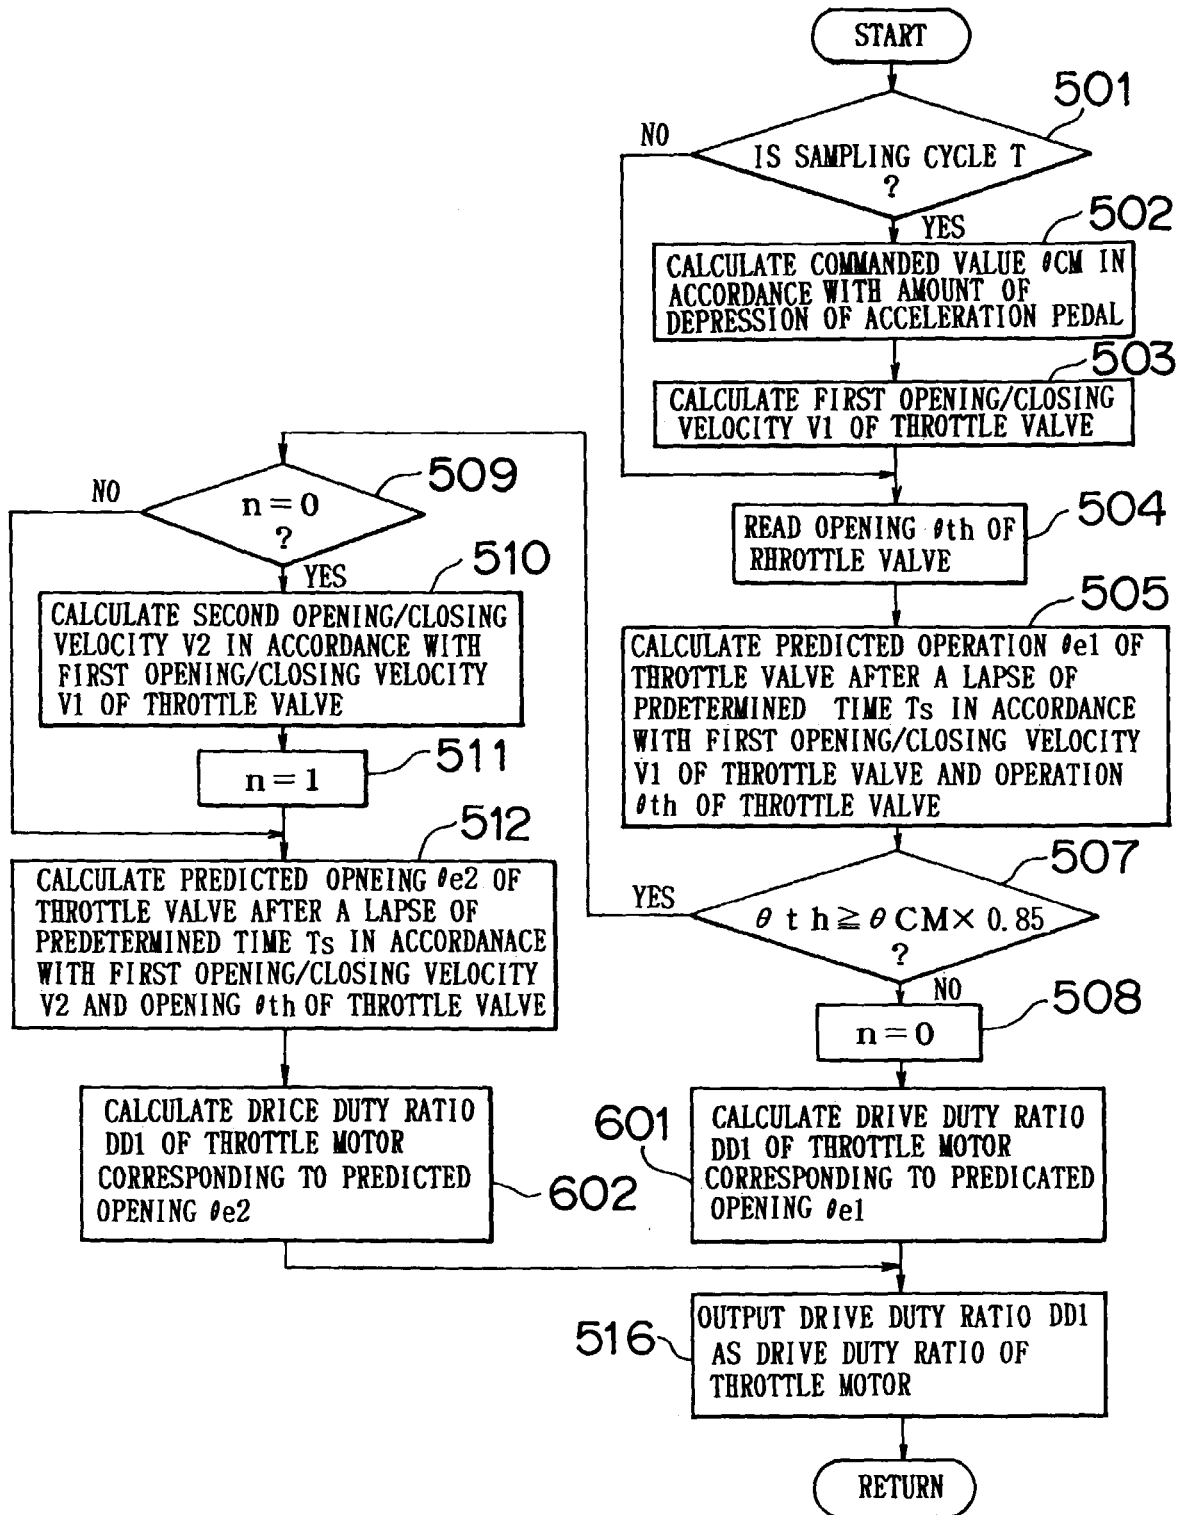 START
501
NO
IS SAMPLING CYCLE T
?
YES
502
CALCULATE COMMANDED VALUE θCM IN
ACCORDANCE WITH AMOUNT OF
DEPRESSION OF ACCELERATION PEDAL
503
CALCULATE FIRST OPENING/CLOSING
VELOCITY V1 OF THROTTLE VALVE
504
READ OPENING θth OF
RHROTTLE VALVE
505
CALCULATE PREDICTED OPERATION θe1 OF
THROTTLE VALVE AFTER A LAPSE OF
PRDETERMINED TIME Ts IN ACCORDANCE
WITH FIRST OPENING/CLOSING VELOCITY
V1 OF THROTTLE VALVE AND OPERATION
θth OF THROTTLE VALVE
507
YES
θ th ≧ θ CM × 0.85
?
NO
508
n = 0
509
NO
n = 0
?
YES
510
CALCULATE SECOND OPENING/CLOSING
VELOCITY V2 IN ACCORDANCE WITH
FIRST OPENING/CLOSING VELOCITY
V1 OF THROTTLE VALVE
511
n = 1
512
CALCULATE PREDICTED OPNEING θe2 OF
THROTTLE VALVE AFTER A LAPSE OF
PREDETERMINED TIME Ts IN ACCORDANACE
WITH FIRST OPENING/CLOSING VELOCITY
V2 AND OPENING θth OF THROTTLE VALVE
CALCULATE DRICE DUTY RATIO
DD1 OF THROTTLE MOTOR
CORRESPONDING TO PREDICTED
OPENING θe2
602
601
CALCULATE DRIVE DUTY RATIO
DD1 OF THROTTLE MOTOR
CORRESPONDING TO PREDICATED
OPENING θe1
516
OUTPUT DRIVE DUTY RATIO DD1
AS DRIVE DUTY RATIO OF
THROTTLE MOTOR
RETURN